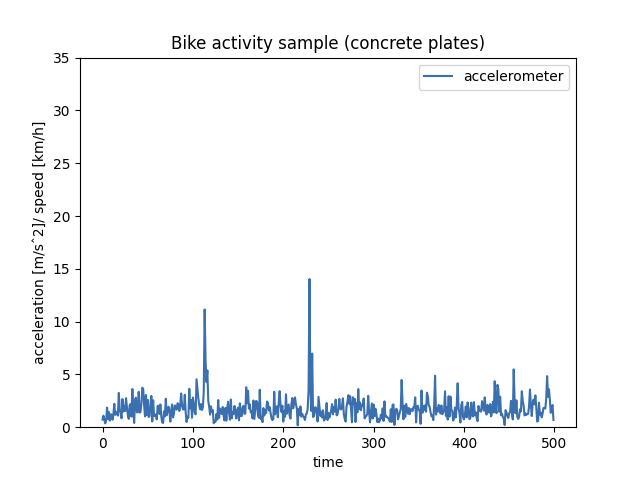 Bike activity sample (concrete plates)
accelerometer
acceleration [m/sˆ2]/ speed [km/h]
35
30
25
20
15
10
5
0
0 100 200 300 400 500
time